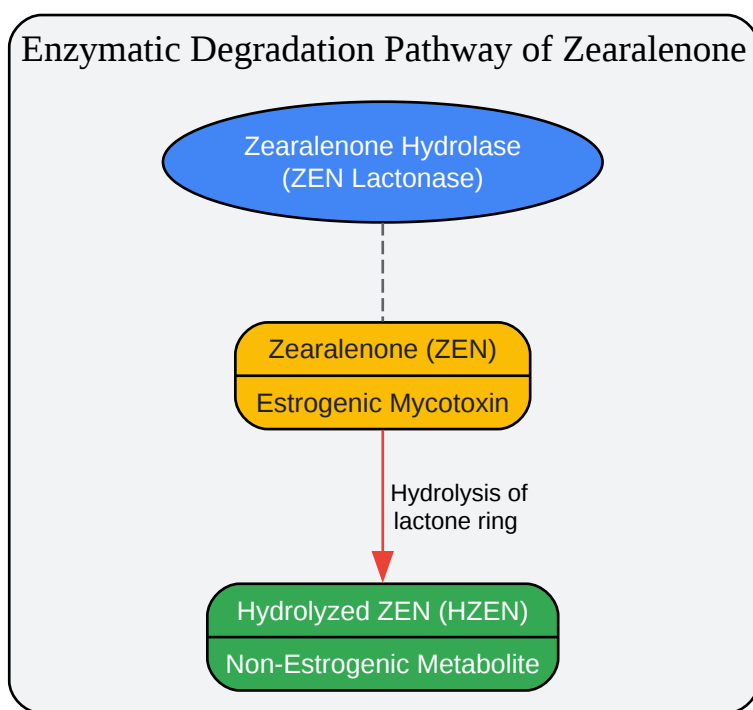 Enzymatic Degradation Pathway of Zearalenone
Zearalenone Hydrolase
(ZEN Lactonase)
Zearalenone (ZEN)
Estrogenic Mycotoxin
Hydrolysis of
lactone ring
Hydrolyzed ZEN (HZEN)
Non-Estrogenic Metabolite